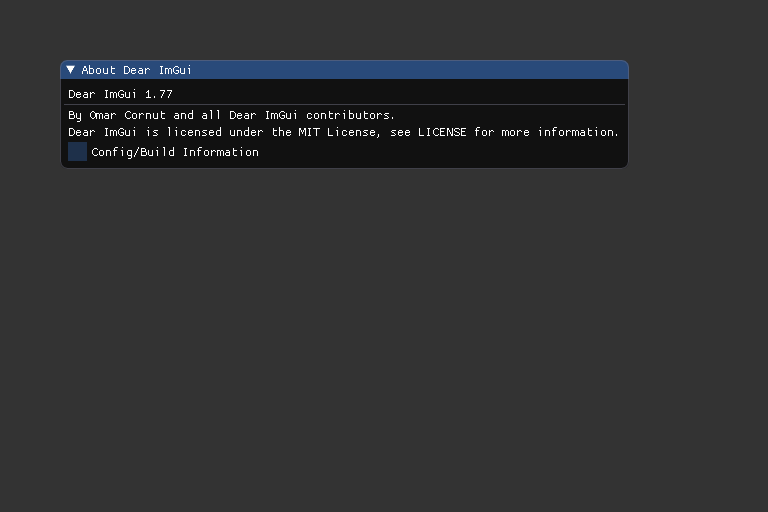 About Dear ImGui
Dear ImGui 1.77
By Omar Cornut and all Dear ImGui contributors.
Dear ImGui is licensed under the MIT License, see LICENSE for more information.
Config/Build Information